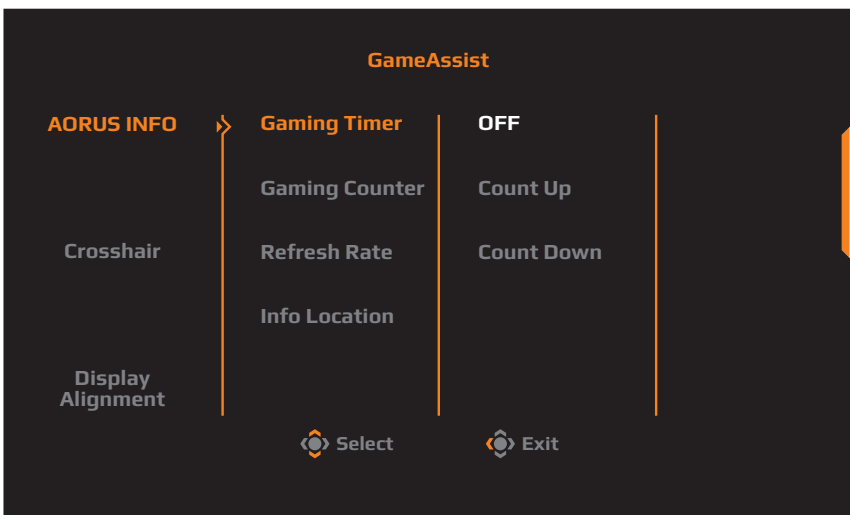 GameAssist
AORUS INFO
Gaming Timer
OFF
Gaming Counter
Count Up
Crosshair
Refresh Rate
Count Down
Info Location
Display
Alignment
Select
Exit